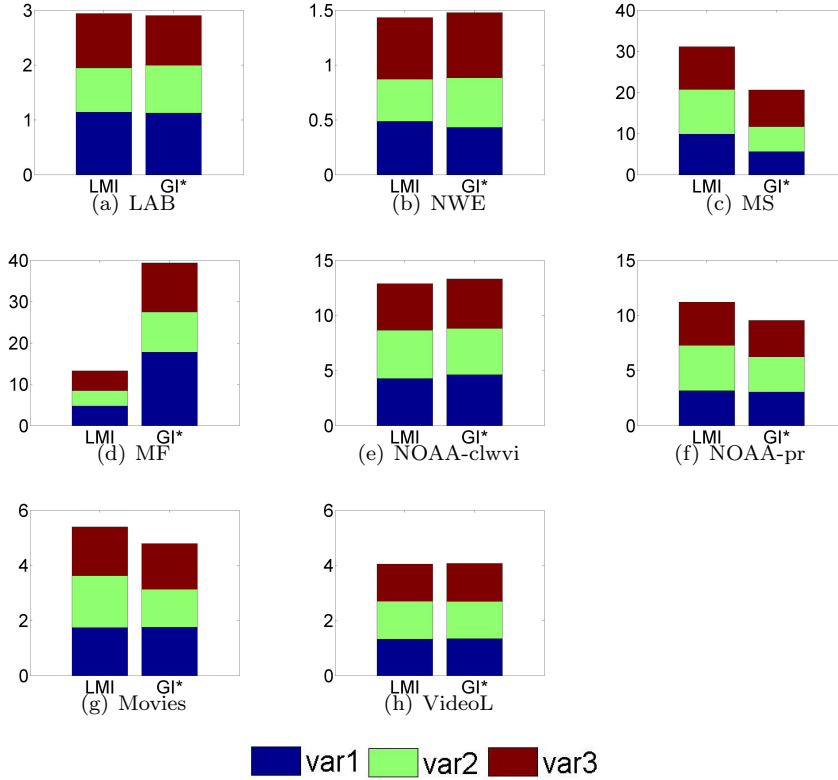 3
2
1
0
LMI GI*
(a) LAB
1.5
1
0.5
0
LMI GI*
(b) NWE
40
30
20
10
0
LMI GI*
(c) MS
40
30
20
10
0
LMI GI*
(d) MF
15
10
5
0
LMI GI*
(e) NOAA-clwvi
15
10
5
0
LMI GI*
(f) NOAA-pr
6
4
2
0
LMI GI*
(g) Movies
6
4
2
0
LMI GI*
(h) VideoL
var1 var2 var3